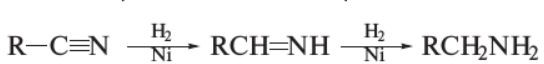 R—C≡N —H₂/Ni→ RCH=NH —H₂/Ni→ RCH₂NH₂